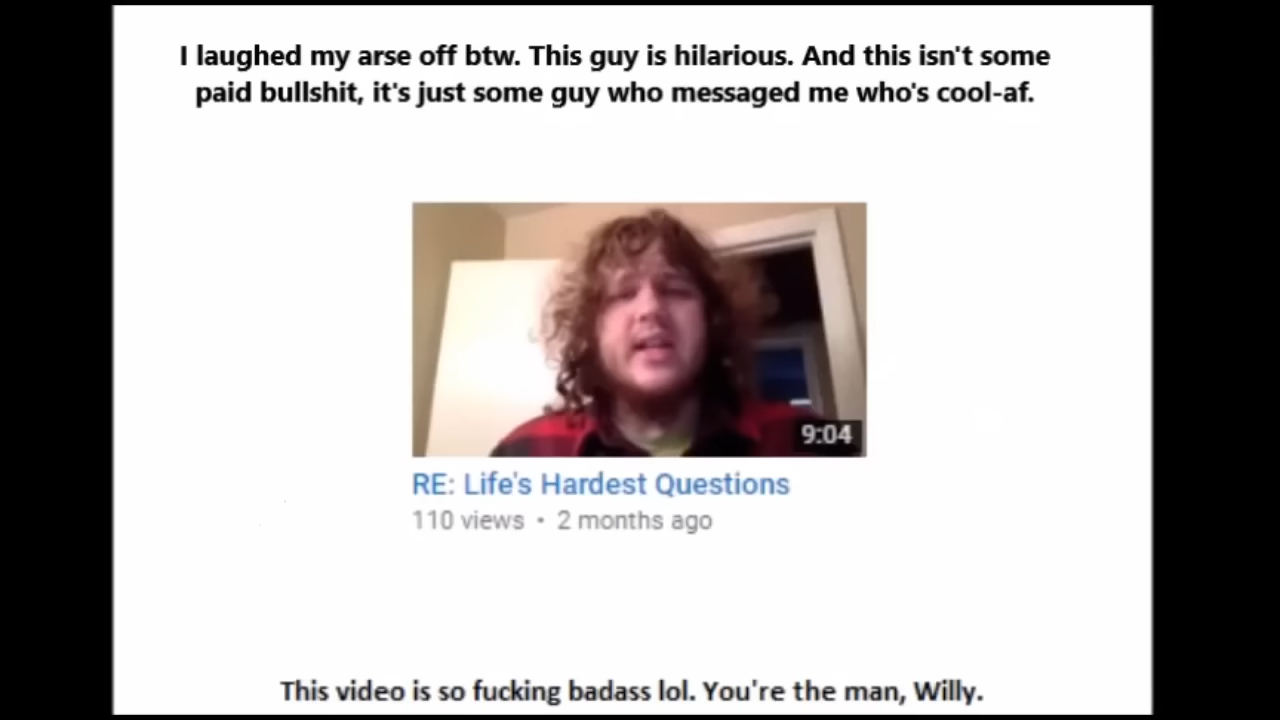 I laughed my arse off btw. This guy is hilarious. And this isn't some
paid bullshit, it's just some guy who messaged me who's cool-af.
9:04
RE: Life's Hardest Questions
110 views • 2 months ago
This video is so fucking badass lol. You're the man, Willy.